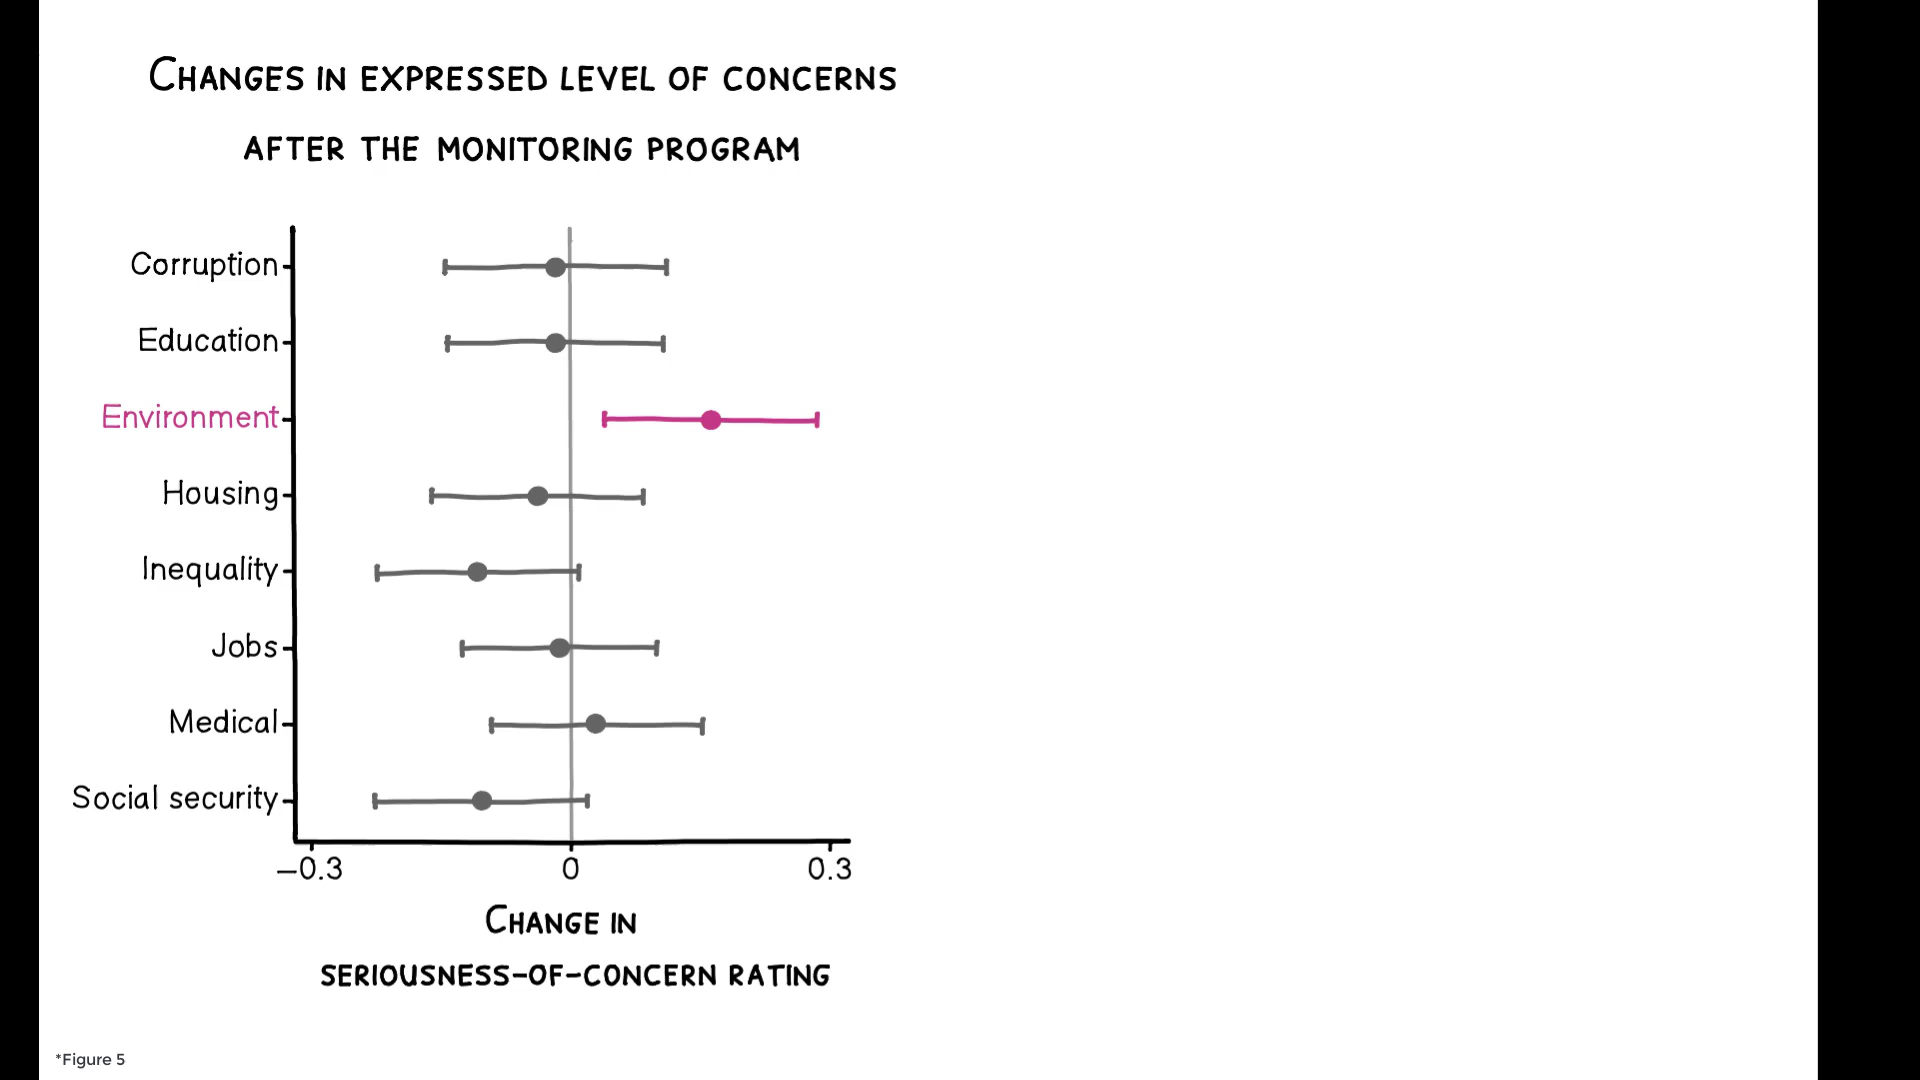 CHANGES IN EXPRESSED LEVEL OF CONCERNS
AFTER THE MONITORING PROGRAM
Corruption
Education
Environment
Housing
Inequality
Jobs
Medical
Social security
–0.3 0 0.3
CHANGE IN
SERIOUSNESS-OF-CONCERN RATING
*Figure 5